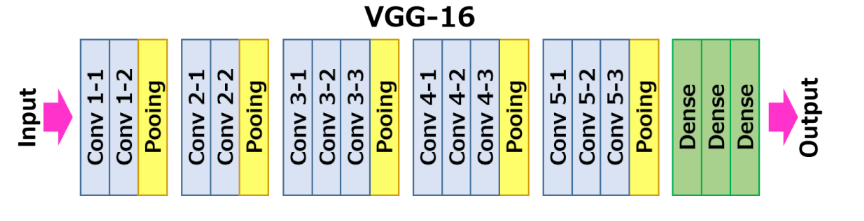 VGG-16
Input
Conv 1-1
Conv 1-2
Pooing
Conv 2-1
Conv 2-2
Pooing
Conv 3-1
Conv 3-2
Conv 3-3
Pooing
Conv 4-1
Conv 4-2
Conv 4-3
Pooing
Conv 5-1
Conv 5-2
Conv 5-3
Pooing
Dense
Dense
Dense
Output